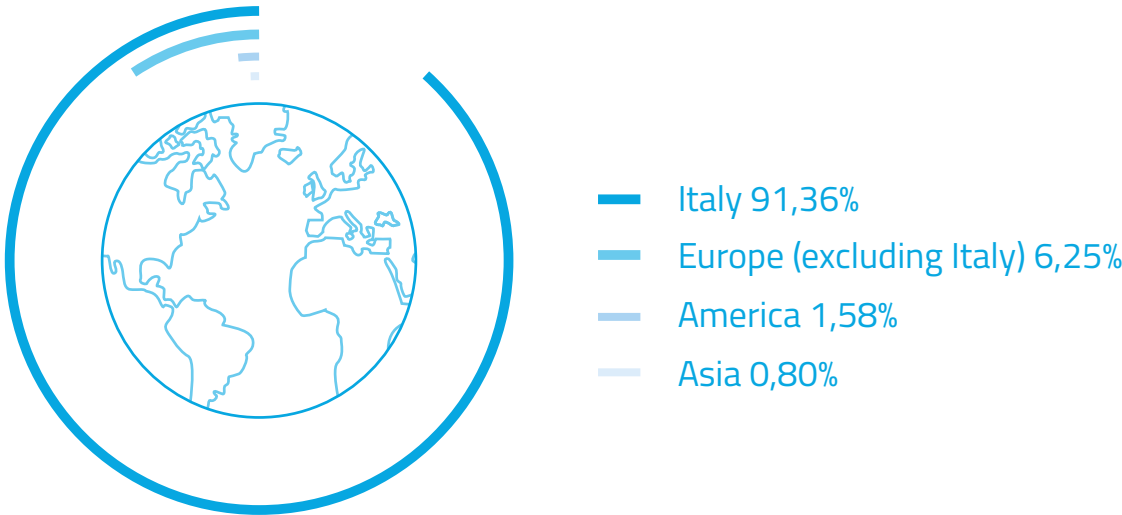 Italy 91,36%
Europe (excluding Italy) 6,25%
America 1,58%
Asia 0,80%